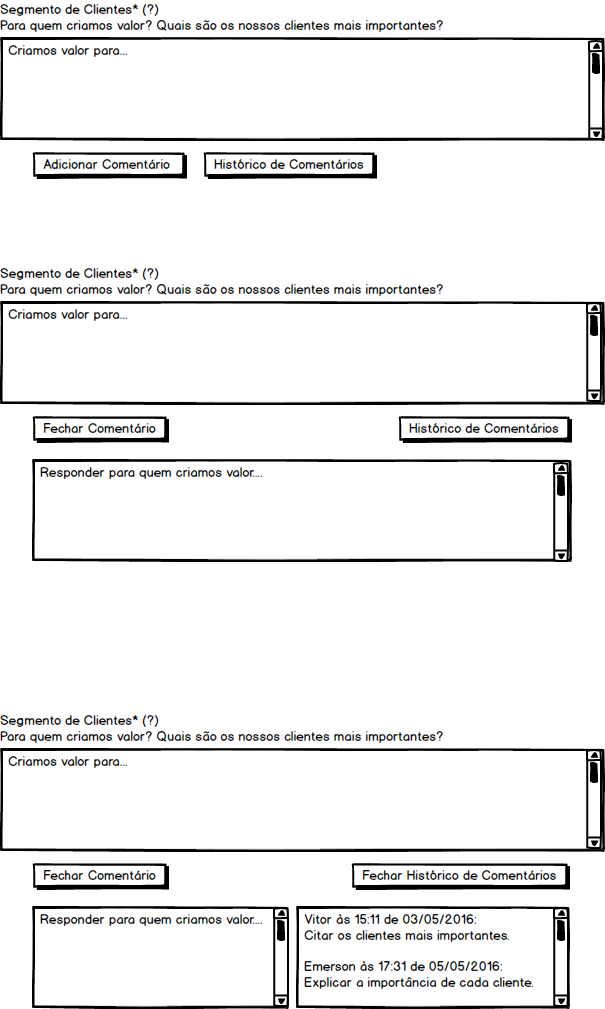 Segmento de Clientes* (?)
Para quem criamos valor? Quais são os nossos clientes mais importantes?
Criamos valor para...
Adicionar Comentário
Histórico de Comentários
Segmento de Clientes* (?)
Para quem criamos valor? Quais são os nossos clientes mais importantes?
Criamos valor para...
Fechar Comentário
Histórico de Comentários
Responder para quem criamos valor....
Segmento de Clientes* (?)
Para quem criamos valor? Quais são os nossos clientes mais importantes?
Criamos valor para...
Fechar Comentário
Fechar Histórico de Comentários
Responder para quem criamos valor....
Vitor às 15:11 de 03/05/2016:
Citar os clientes mais importantes.
Emerson às 17:31 de 05/05/2016:
Explicar a importância de cada cliente.